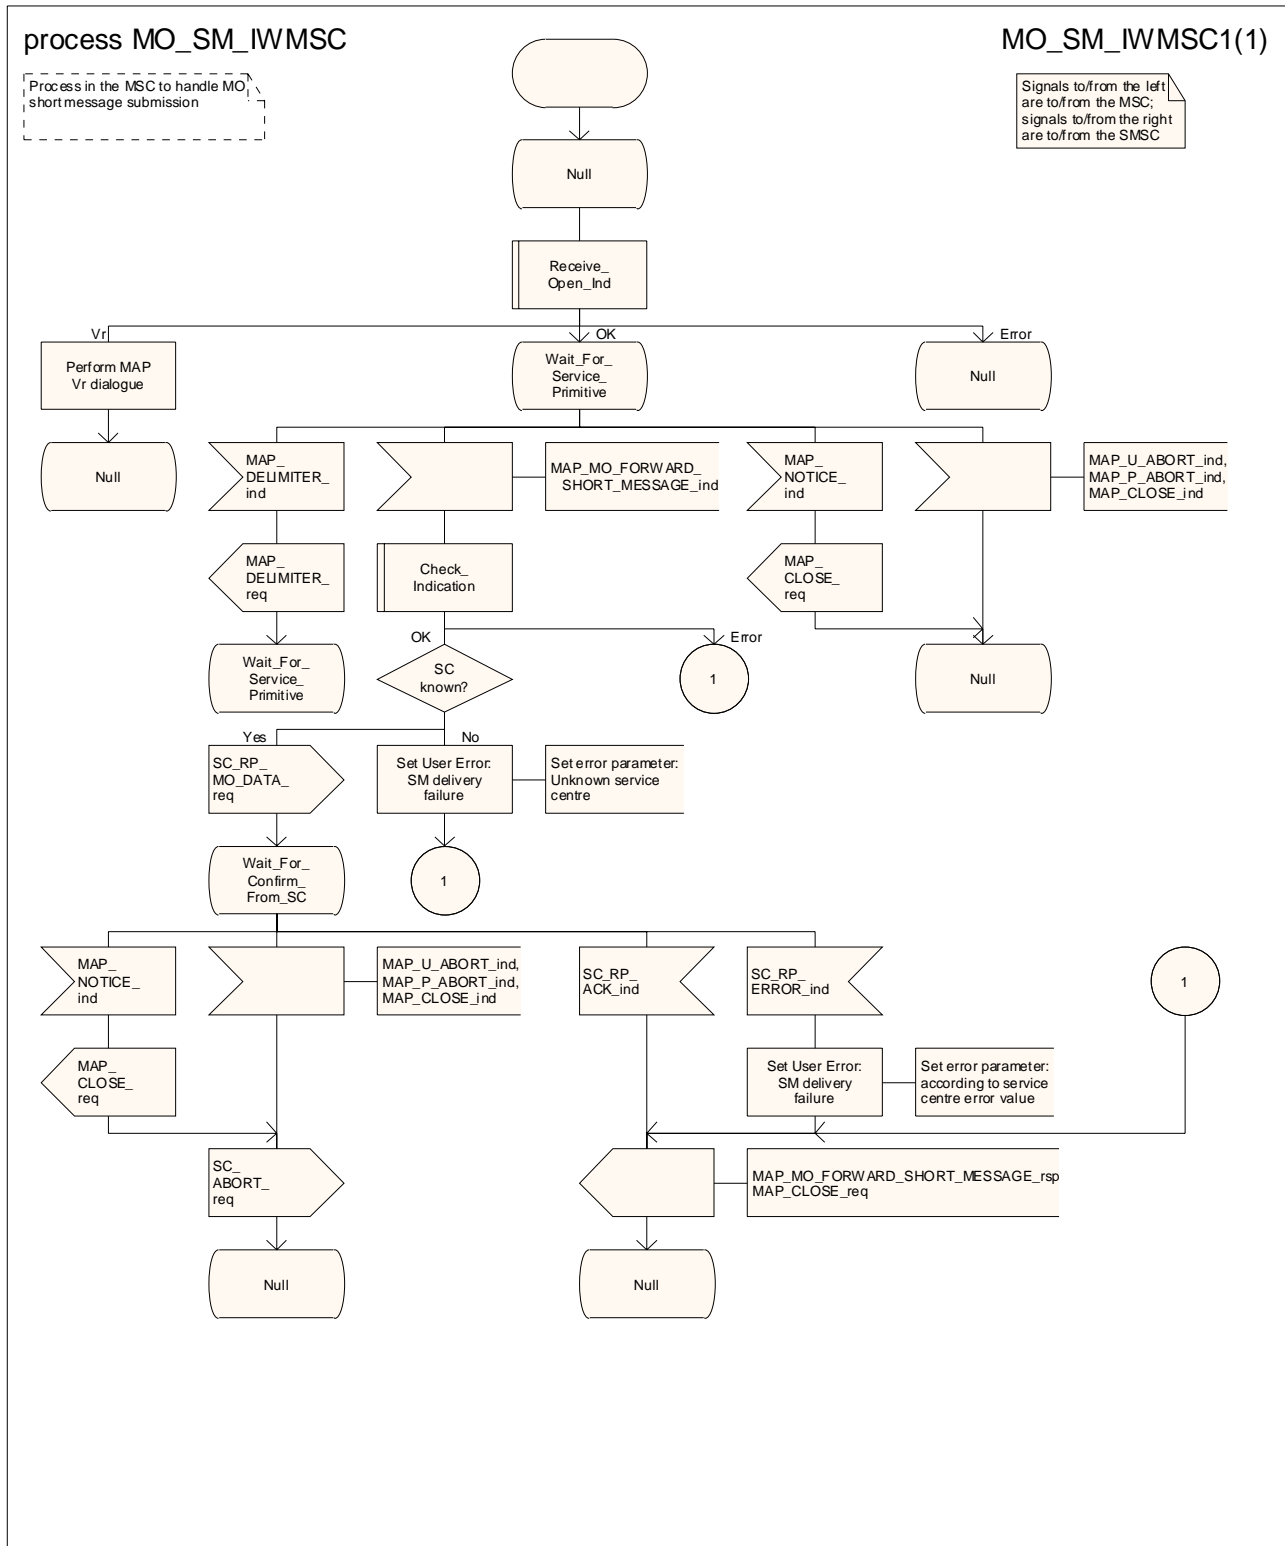 process MO_SM_IWMSC
MO_SM_IWMSC1(1)
Process in the MSC to handle MO
short message submission
Signals to/from the left
are to/from the MSC;
signals to/from the right
are to/from the SMSC
Null
Receive_
Open_Ind
Vr
OK
Error
Perform MAP
Vr dialogue
Wait_For_
Service_
Primitive
Null
Null
MAP_
DELIMITER_
ind
MAP_MO_FORWARD_
SHORT_MESSAGE_ind
MAP_
NOTICE_
ind
MAP_U_ABORT_ind,
MAP_P_ABORT_ind,
MAP_CLOSE_ind
MAP_
DELIMITER_
req
Check_
Indication
MAP_
CLOSE_
req
OK
Error
Wait_For_
Service_
Primitive
SC
known?
1
Null
Yes
No
SC_RP_
MO_DATA_
req
Set User Error:
SM delivery
failure
Set error parameter:
Unknown service
centre
Wait_For_
Confirm_
From_SC
1
MAP_
NOTICE_
ind
MAP_U_ABORT_ind,
MAP_P_ABORT_ind,
MAP_CLOSE_ind
SC_RP_
ACK_ind
SC_RP_
ERROR_ind
1
MAP_
CLOSE_
req
Set User Error:
SM delivery
failure
Set error parameter:
according to service
centre error value
SC_
ABORT_
req
MAP_MO_FORWARD_SHORT_MESSAGE_rsp
MAP_CLOSE_req
Null
Null